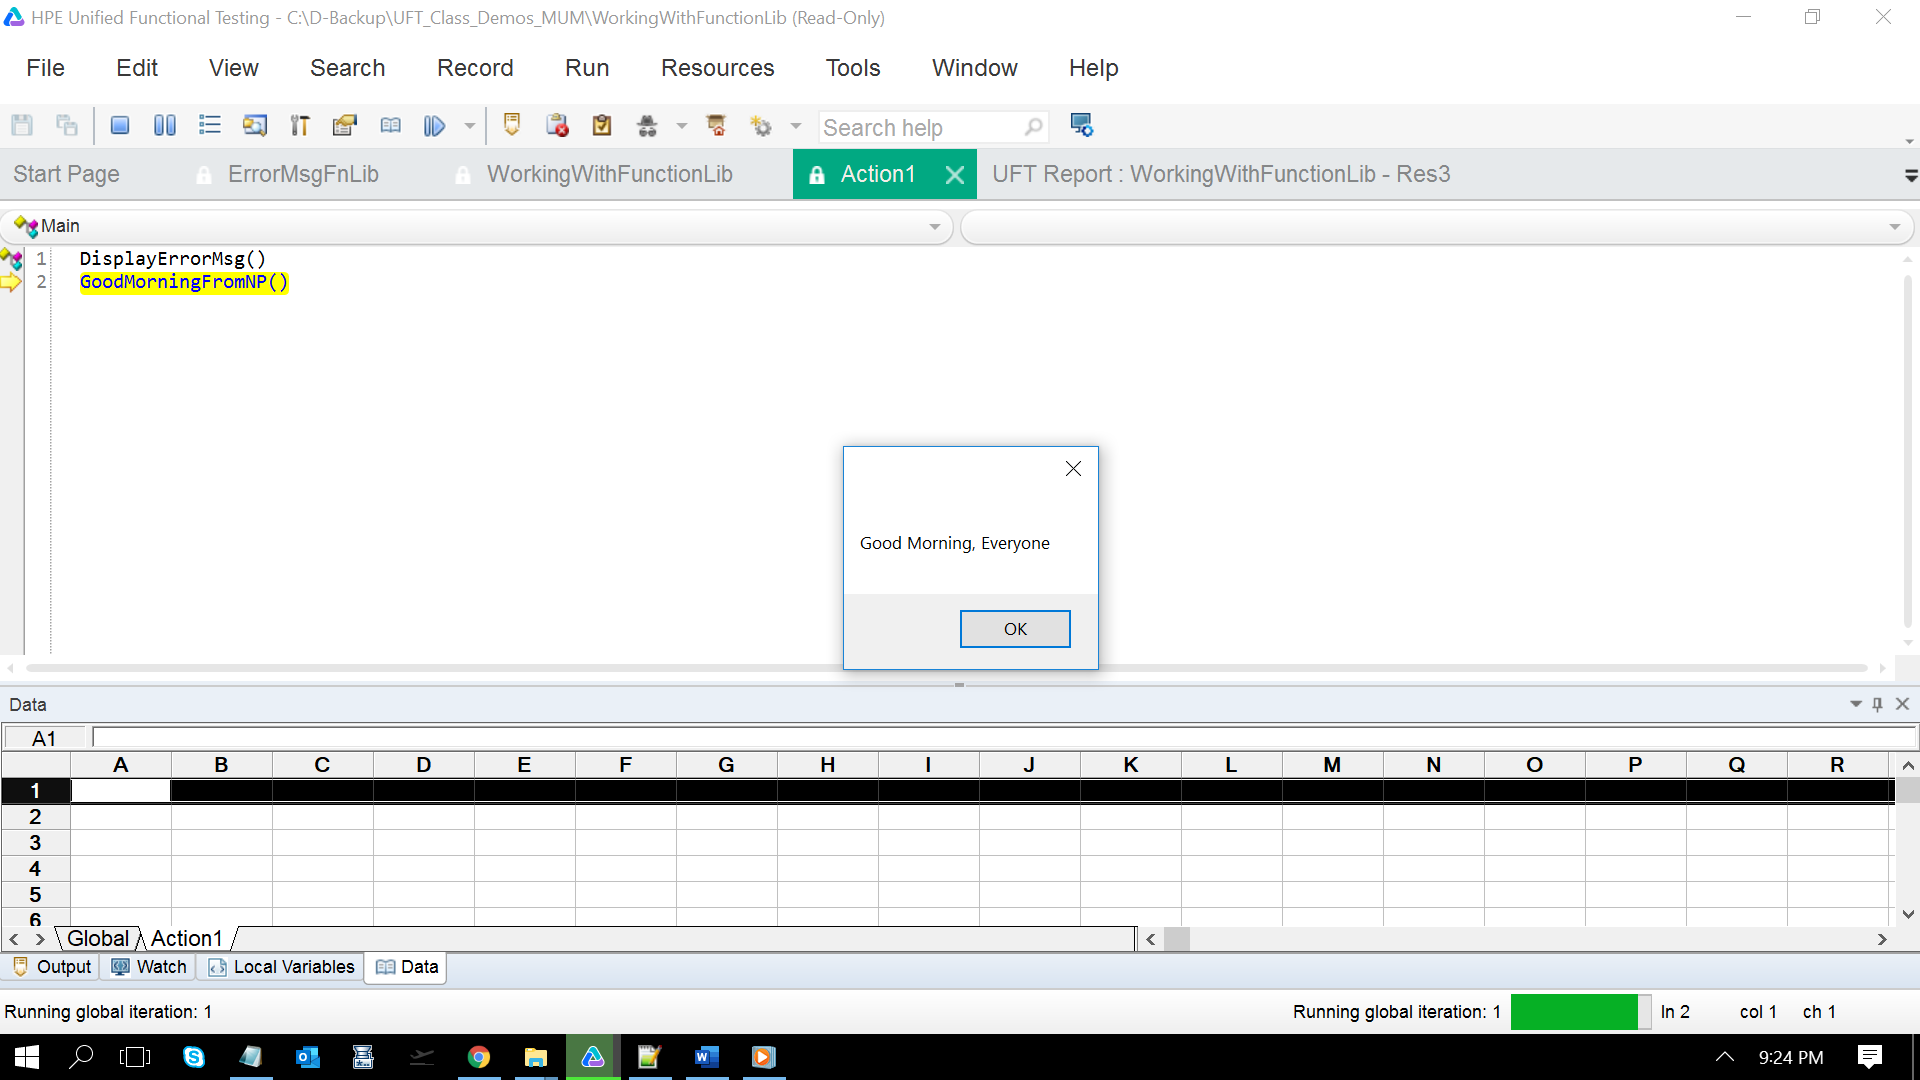 HPE Unified Functional Testing - C:\D-Backup\UFT_Class_Demos_MUM\WorkingWithFunctionLib (Read-Only)
File Edit View Search Record Run Resources Tools Window Help
Search help
Start Page ErrorMsgFnLib WorkingWithFunctionLib Action1 UFT Report : WorkingWithFunctionLib - Res3
Main
1 DisplayErrorMsg()
2 GoodMorningFromNP()
Good Morning, Everyone
OK
Data
A1
A B C D E F G H I J K L M N O P Q R
1
2
3
4
5
6
Global Action1
Output Watch Local Variables Data
Running global iteration: 1 Running global iteration: 1 ln 2 col 1 ch 1
9:24 PM